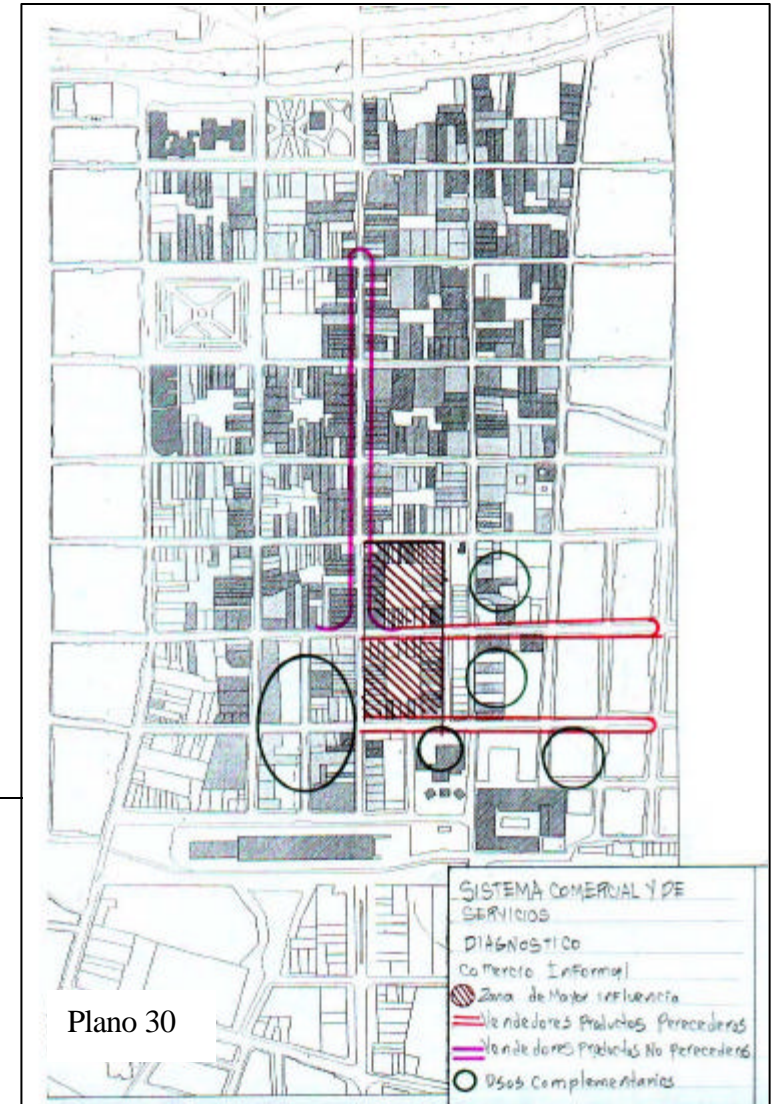 SISTEMA COMERCIAL Y DE
SERVICIOS
DIAGNOSTICO
Comercio Informal
Zona de Mayor influencia
Vendedores Productos Perecederos
Vendedores Productos No Perecederos
Usos Complementarios
Plano 30